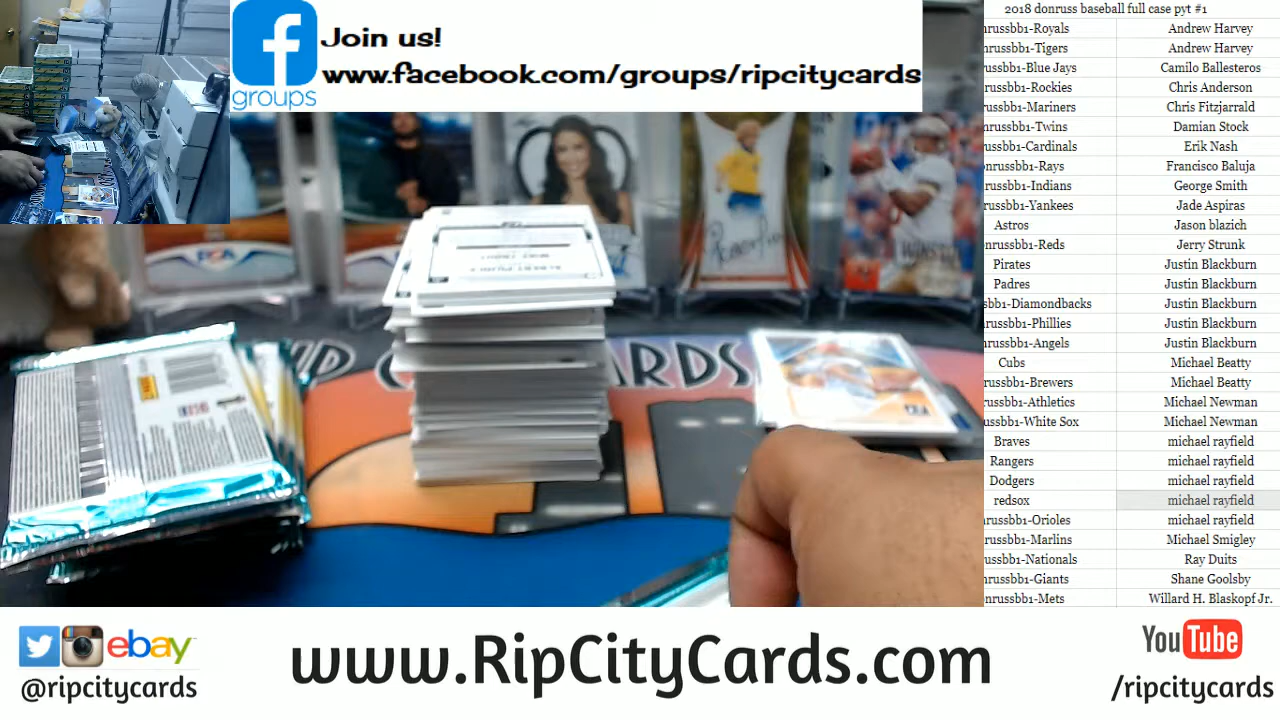 Join us!
www.facebook.com/groups/ripcitycards
groups
2018 donruss baseball full case pyt #1
nrussbb1-Royals Andrew Harvey
nrussbb1-Tigers Andrew Harvey
russbb1-Blue Jays Camilo Ballesteros
nrussbb1-Rockies Chris Anderson
russbb1-Mariners Chris Fitzjarrald
nrussbb1-Twins Damian Stock
russbb1-Cardinals Erik Nash
onrussbb1-Rays Francisco Baluja
russbb1-Indians George Smith
russbb1-Yankees Jade Aspiras
Astros Jason blazich
onrussbb1-Reds Jerry Strunk
Pirates Justin Blackburn
Padres Justin Blackburn
sbb1-Diamondbacks Justin Blackburn
russbb1-Phillies Justin Blackburn
russbb1-Angels Justin Blackburn
Cubs Michael Beatty
russbb1-Brewers Michael Beatty
russbb1-Athletics Michael Newman
russbb1-White Sox Michael Newman
Braves michael rayfield
Rangers michael rayfield
Dodgers michael rayfield
redsox michael rayfield
nrussbb1-Orioles michael rayfield
russbb1-Marlins Michael Smigley
russbb1-Nationals Ray Duits
nrussbb1-Giants Shane Goolsby
onrussbb1-Mets Willard H. Blaskopf Jr.
CARDS
ebay
@ripcitycards
www.RipCityCards.com
YouTube
/ripcitycards